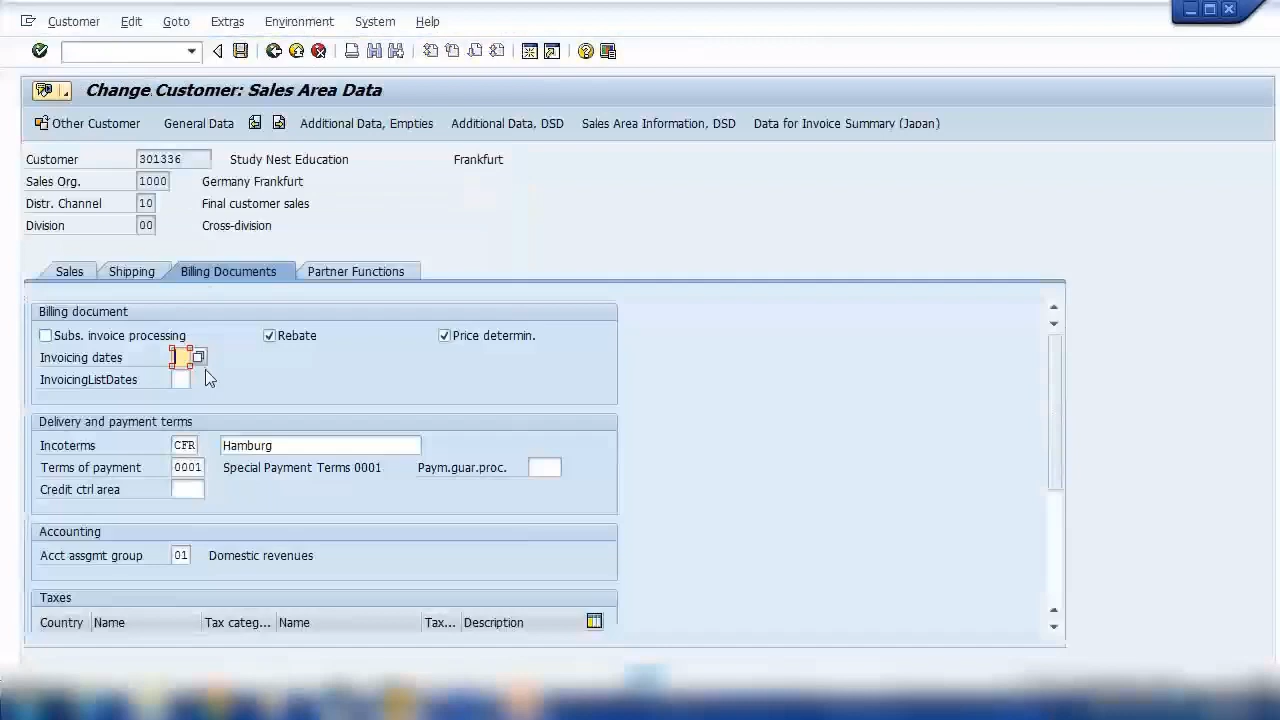 Customer Edit Goto Extras Environment System Help
Change Customer: Sales Area Data
Other Customer General Data Additional Data, Empties Additional Data, DSD Sales Area Information, DSD Data for Invoice Summary (Japan)
Customer 301336 Study Nest Education Frankfurt
Sales Org. 1000 Germany Frankfurt
Distr. Channel 10 Final customer sales
Division 00 Cross-division
Sales Shipping Billing Documents Partner Functions
Billing document
Subs. invoice processing Rebate Price determin.
Invoicing dates
InvoicingListDates
Delivery and payment terms
Incoterms CFR Hamburg
Terms of payment 0001 Special Payment Terms 0001 Paym.guar.proc.
Credit ctrl area
Accounting
Acct assgmt group 01 Domestic revenues
Taxes
Country Name Tax categ... Name Tax... Description